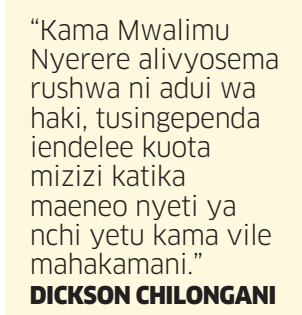 “Kama Mwalimu
Nyerere alivyosema
rushwa ni adui wa
haki, tusingependa
iendelee kuota
mizizi katika
maeneo nyeti ya
nchi yetu kama vile
mahakamani.”
DICKSON CHILONGANI